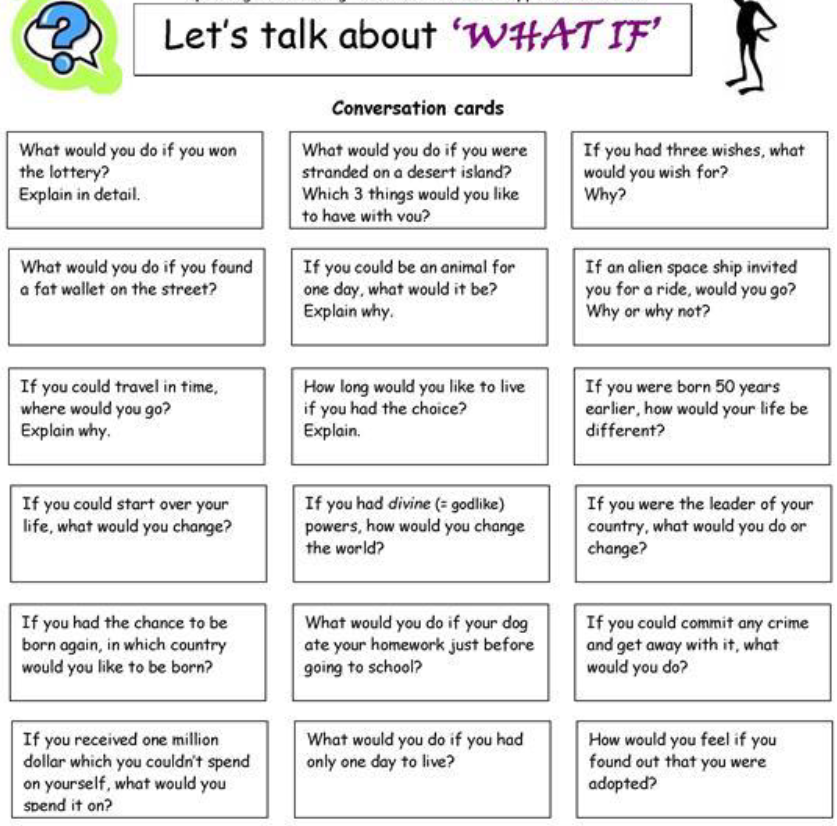 Let's talk about 'WHAT IF'
Conversation cards
What would you do if you won
the lottery?
Explain in detail.
What would you do if you were
stranded on a desert island?
Which 3 things would you like
to have with you?
If you had three wishes, what
would you wish for?
Why?
What would you do if you found
a fat wallet on the street?
If you could be an animal for
one day, what would it be?
Explain why.
If an alien space ship invited
you for a ride, would you go?
Why or why not?
If you could travel in time,
where would you go?
Explain why.
How long would you like to live
if you had the choice?
Explain.
If you were born 50 years
earlier, how would your life be
different?
If you could start over your
life, what would you change?
If you had divine (= godlike)
powers, how would you change
the world?
If you were the leader of your
country, what would you do or
change?
If you had the chance to be
born again, in which country
would you like to be born?
What would you do if your dog
ate your homework just before
going to school?
If you could commit any crime
and get away with it, what
would you do?
If you received one million
dollar which you couldn't spend
on yourself, what would you
spend it on?
What would you do if you had
only one day to live?
How would you feel if you
found out that you were
adopted?